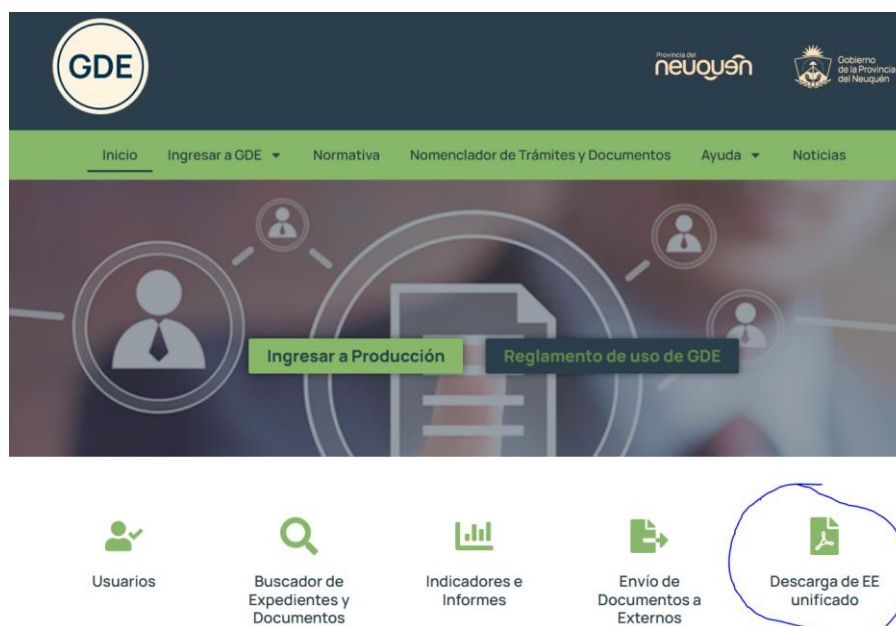 GDE
Provincia del
neuquén
Gobierno
de la Provincia
del Neuquén
Inicio Ingresar a GDE Normativa Nomenclador de Trámites y Documentos Ayuda Noticias
Ingresar a Producción Reglamento de uso de GDE
Usuarios
Buscador de
Expedientes y
Documentos
Indicadores e
Informes
Envío de
Documentos a
Externos
Descarga de EE
unificado